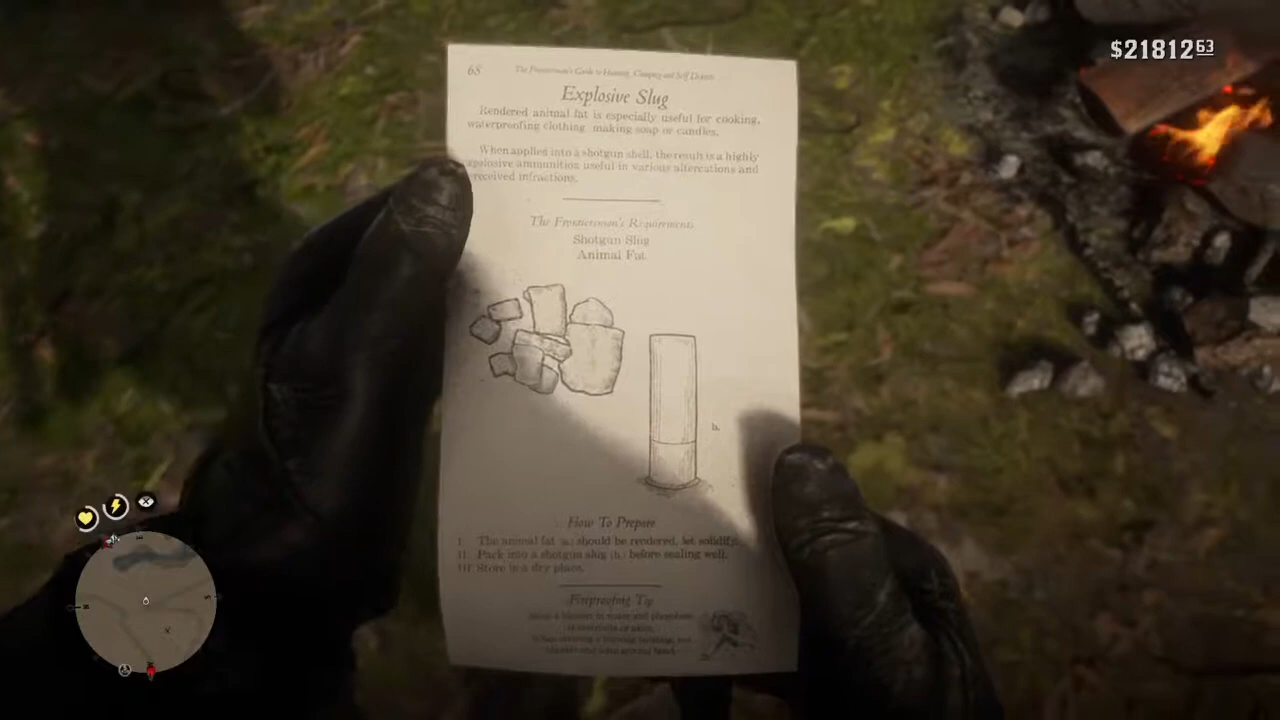 $21812 63
68
The Frontiersman's Guide to Hunting, Camping and Self Defense
Explosive Slug
Rendered animal fat is especially useful for cooking,
waterproofing clothing making soap or candles.
When applied into a shotgun shell, the result is a highly
explosive ammunition useful in various altercations and
received infractions.
The Frontiersman's Requirements
Shotgun Slug
Animal Fat
b.
How To Prepare
I. The animal fat (a.) should be rendered, let solidify.
II. Pack into a shotgun slug (b.) before sealing well.
III. Store in a dry place.
Fireproofing Tip